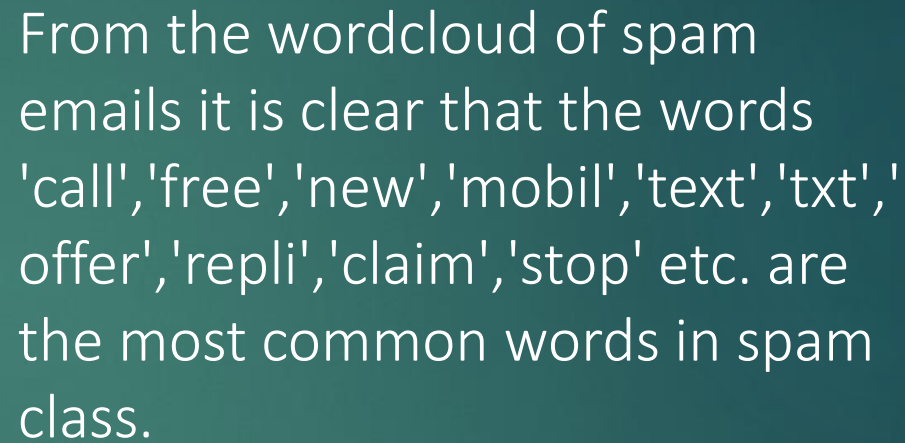 From the wordcloud of spam
emails it is clear that the words
'call','free','new','mobil','text','txt','
offer','repli','claim','stop' etc. are
the most common words in spam
class.